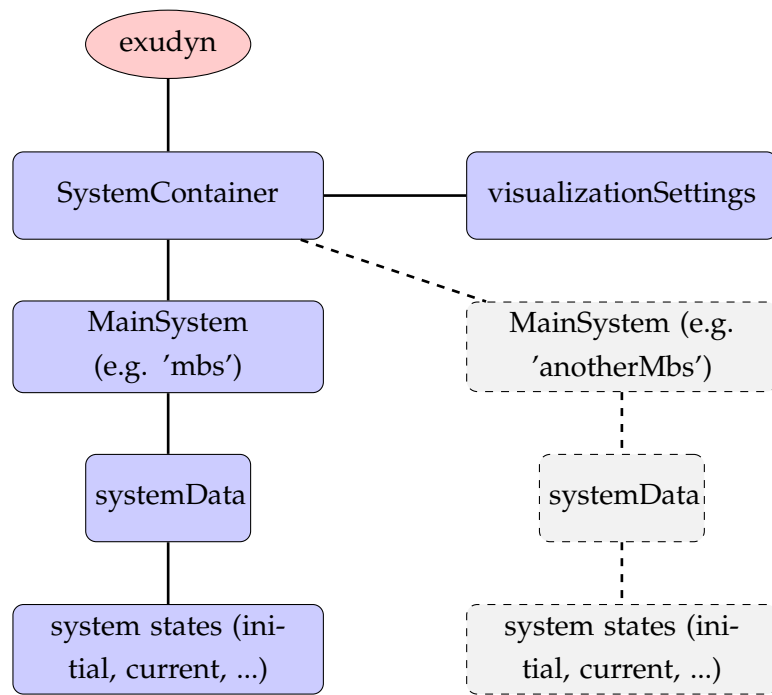 exudyn
SystemContainer
visualizationSettings
MainSystem
(e.g. 'mbs')
MainSystem (e.g.
'anotherMbs')
systemData
systemData
system states (ini-
tial, current, ...)
system states (ini-
tial, current, ...)